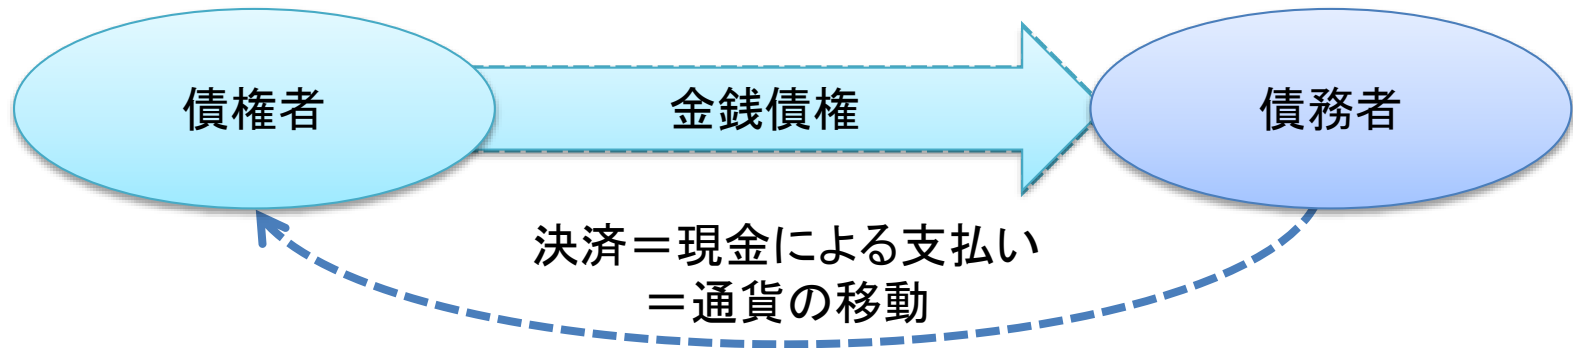 債権者
金銭債権
債務者
決済＝現金による支払い
＝通貨の移動